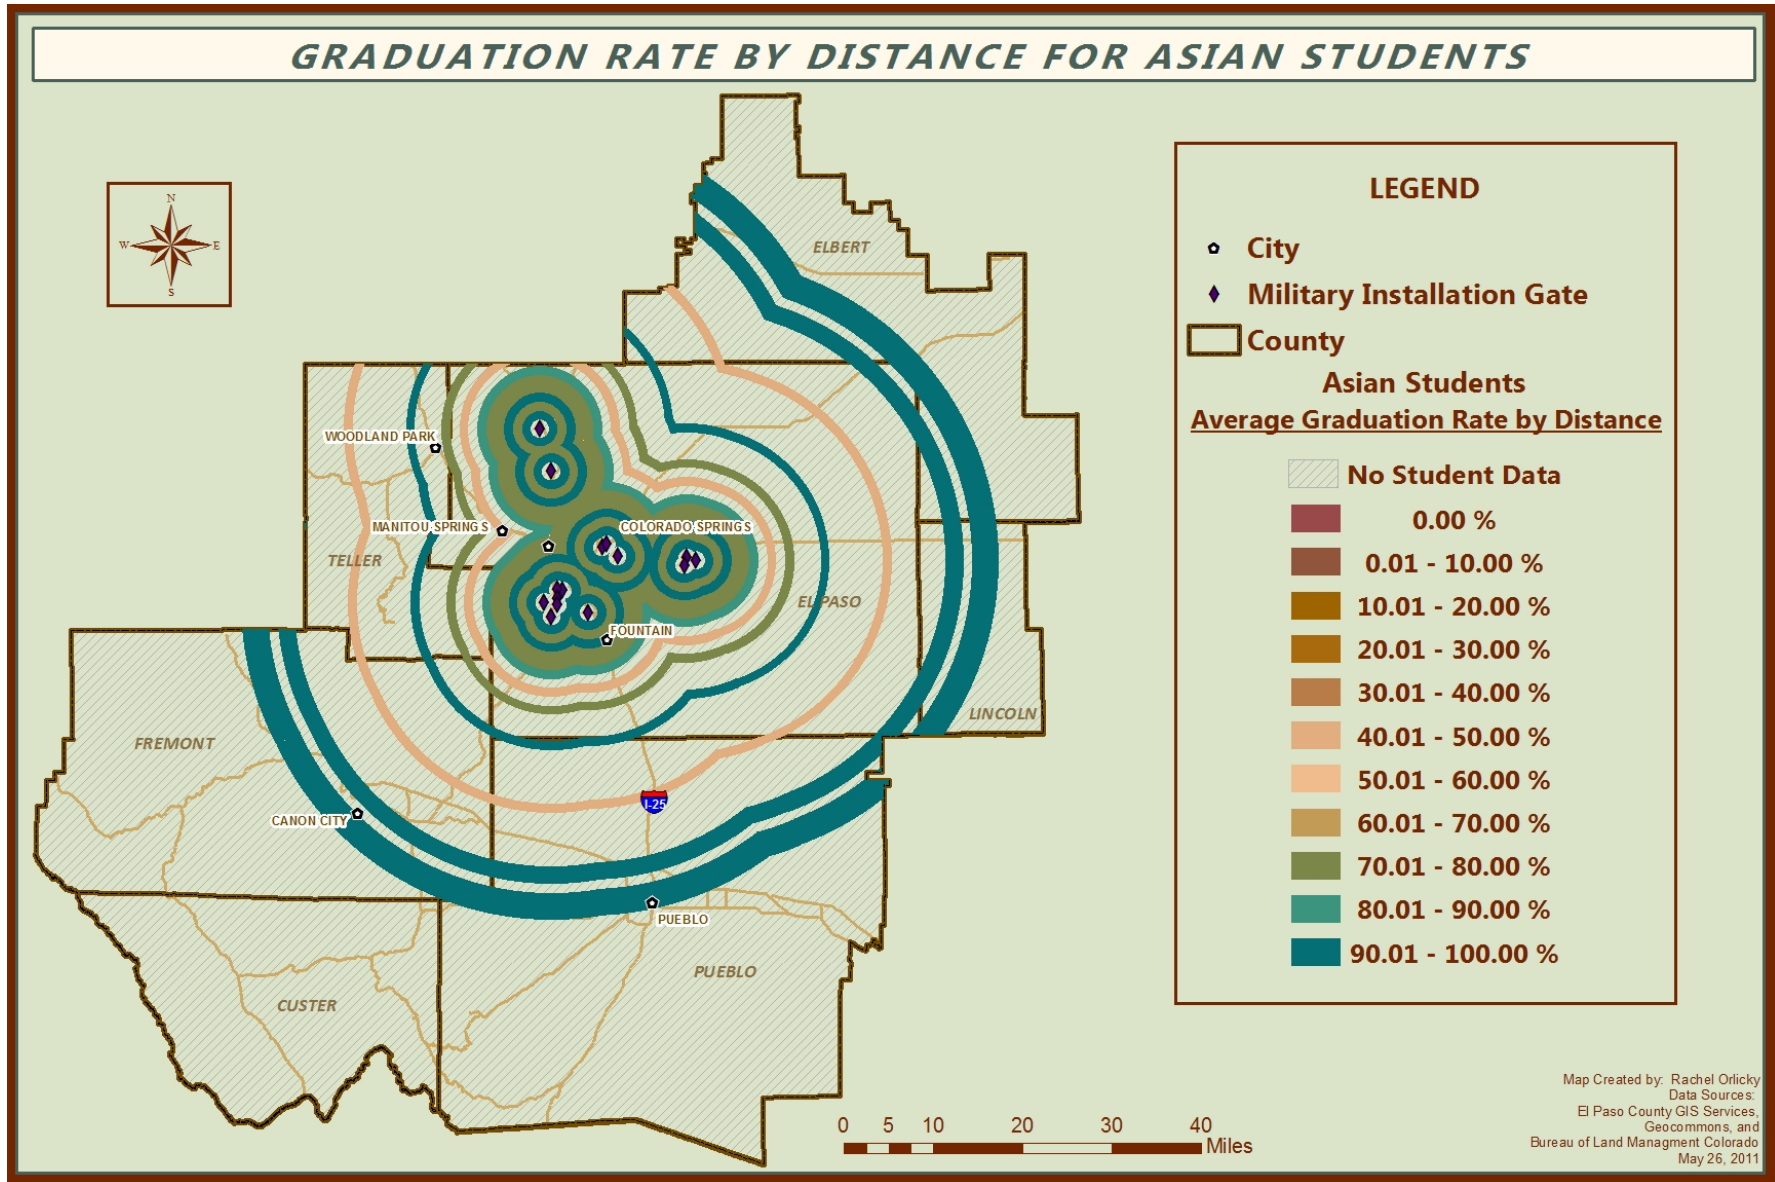 GRADUATION RATE BY DISTANCE FOR ASIAN STUDENTS
N
W
E
S
ELBERT
WOODLAND PARK
MANITOU SPRINGS
COLORADO SPRINGS
TELLER
EL PASO
FOUNTAIN
LINCOLN
FREMONT
I-25
CANON CITY
PUEBLO
PUEBLO
CUSTER
LEGEND
City
Military Installation Gate
County
Asian Students
Average Graduation Rate by Distance
No Student Data
0.00 %
0.01 - 10.00 %
10.01 - 20.00 %
20.01 - 30.00 %
30.01 - 40.00 %
40.01 - 50.00 %
50.01 - 60.00 %
60.01 - 70.00 %
70.01 - 80.00 %
80.01 - 90.00 %
90.01 - 100.00 %
0 5 10 20 30 40
Miles
Map Created by: Rachel Orlicky
Data Sources:
El Paso County GIS Services,
Geocommons, and
Bureau of Land Managment Colorado
May 26, 2011